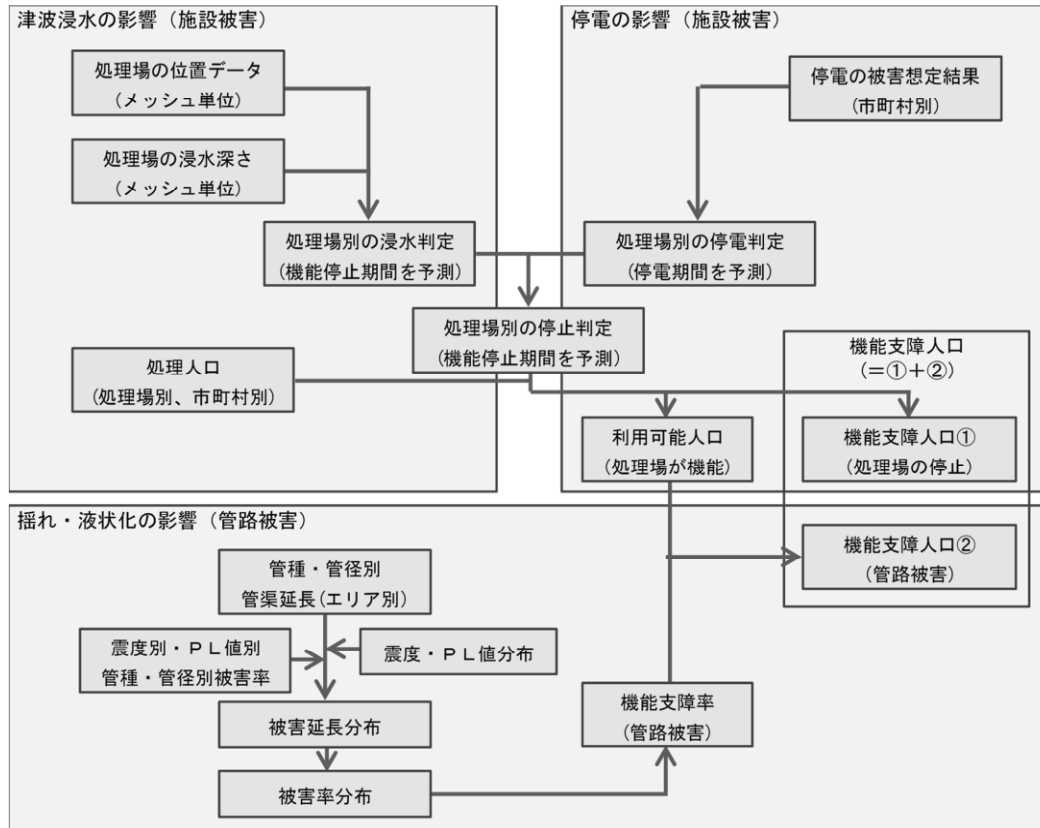 津波浸水の影響（施設被害）
処理場の位置データ
（メッシュ単位）
処理場の浸水深さ
（メッシュ単位）
処理場別の浸水判定
（機能停止期間を予測）
停電の影響（施設被害）
停電の被害想定結果
（市町村別）
処理場別の停電判定
（停電期間を予測）
処理場別の停止判定
（機能停止期間を予測）
処理人口
（処理場別、市町村別）
機能支障人口
（＝①＋②）
利用可能人口
（処理場が機能）
機能支障人口①
（処理場の停止）
揺れ・液状化の影響（管路被害）
機能支障人口②
（管路被害）
管種・管径別
管渠延長（エリア別）
震度別・ＰＬ値別
管種・管径別被害率
震度・ＰＬ値分布
被害延長分布
被害率分布
機能支障率
（管路被害）